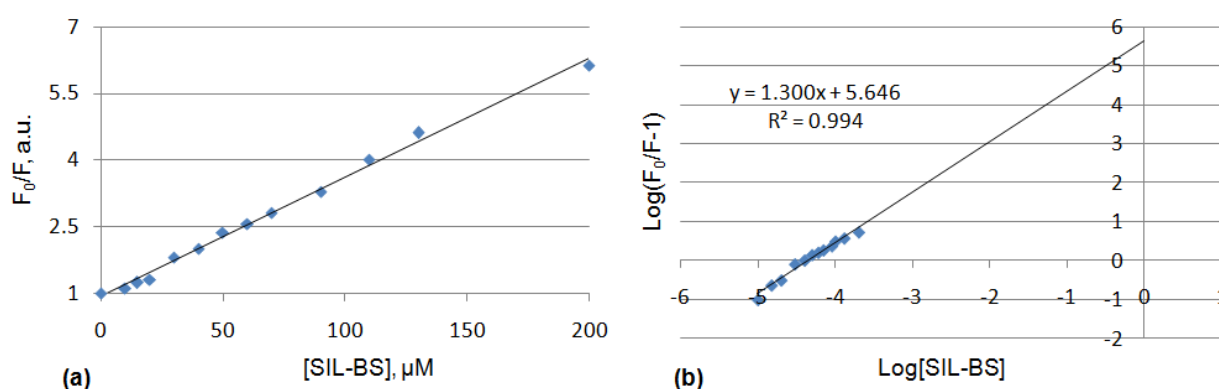 7
5.5
4
2.5
1
0 50 100 150 200
F₀/F, a.u.
[SIL-BS], µM
(a)
6
5
4
3
2
1
0
-1
-2
-6 -5 -4 -3 -2 -1 0 1
y = 1.300x + 5.646
R² = 0.994
Log(F₀/F-1)
Log[SIL-BS]
(b)